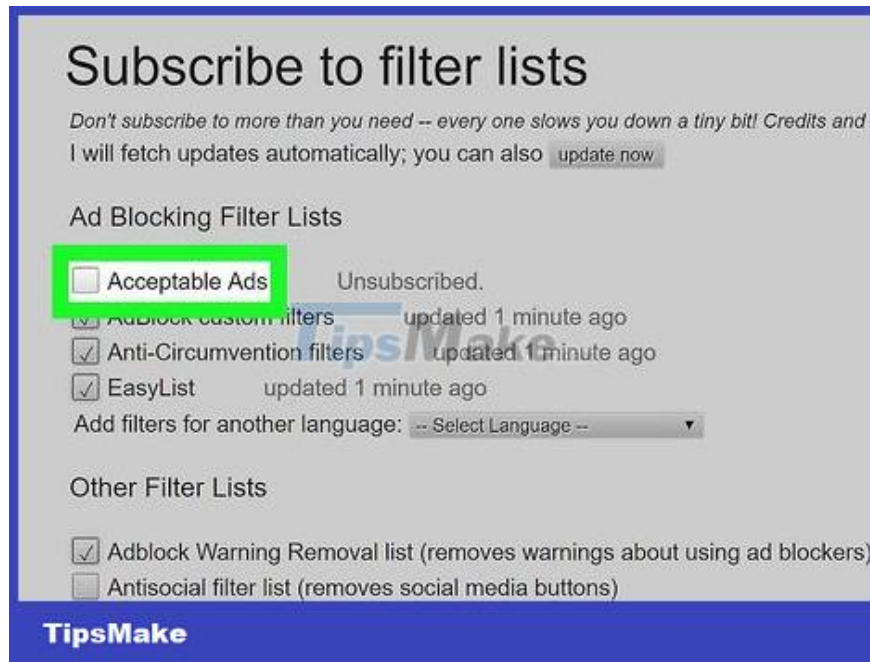 Subscribe to filter lists
Don't subscribe to more than you need -- every one slows you down a tiny bit! Credits and
I will fetch updates automatically; you can also update now
Ad Blocking Filter Lists
Acceptable Ads Unsubscribed.
AdBlock custom filters updated 1 minute ago
TipsMake
Anti-Circumvention filters updated 1 minute ago
EasyList updated 1 minute ago
Add filters for another language: -- Select Language --
Other Filter Lists
Adblock Warning Removal list (removes warnings about using ad blockers)
Antisocial filter list (removes social media buttons)
TipsMake